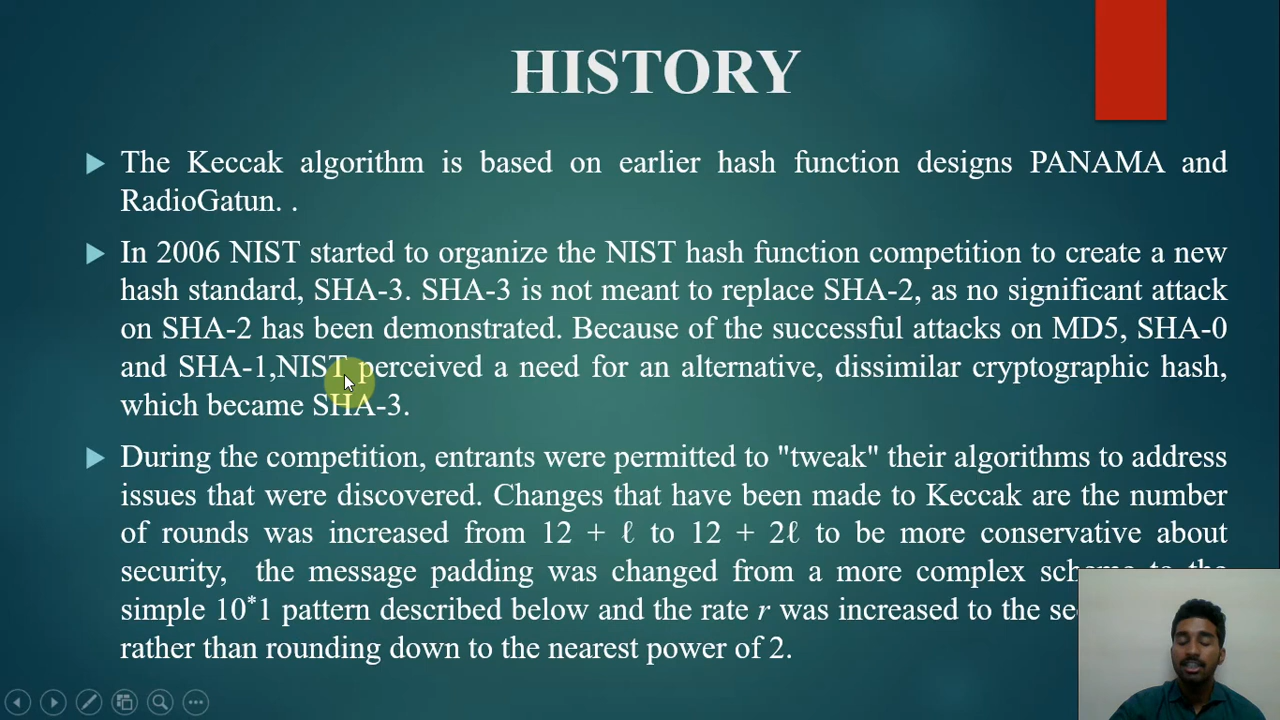 HISTORY
The Keccak algorithm is based on earlier hash function designs PANAMA and
RadioGatun. .
In 2006 NIST started to organize the NIST hash function competition to create a new
hash standard, SHA-3. SHA-3 is not meant to replace SHA-2, as no significant attack
on SHA-2 has been demonstrated. Because of the successful attacks on MD5, SHA-0
and SHA-1,NIST perceived a need for an alternative, dissimilar cryptographic hash,
which became SHA-3.
During the competition, entrants were permitted to "tweak" their algorithms to address
issues that were discovered. Changes that have been made to Keccak are the number
of rounds was increased from 12 + ℓ to 12 + 2ℓ to be more conservative about
security, the message padding was changed from a more complex scheme to the
simple 10*1 pattern described below and the rate r was increased to the
rather than rounding down to the nearest power of 2.